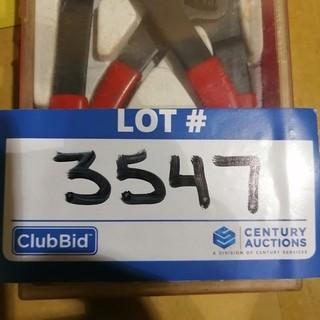 LOT #
3547
ClubBid
CENTURY
AUCTIONS
A DIVISION OF CENTURY SERVICES